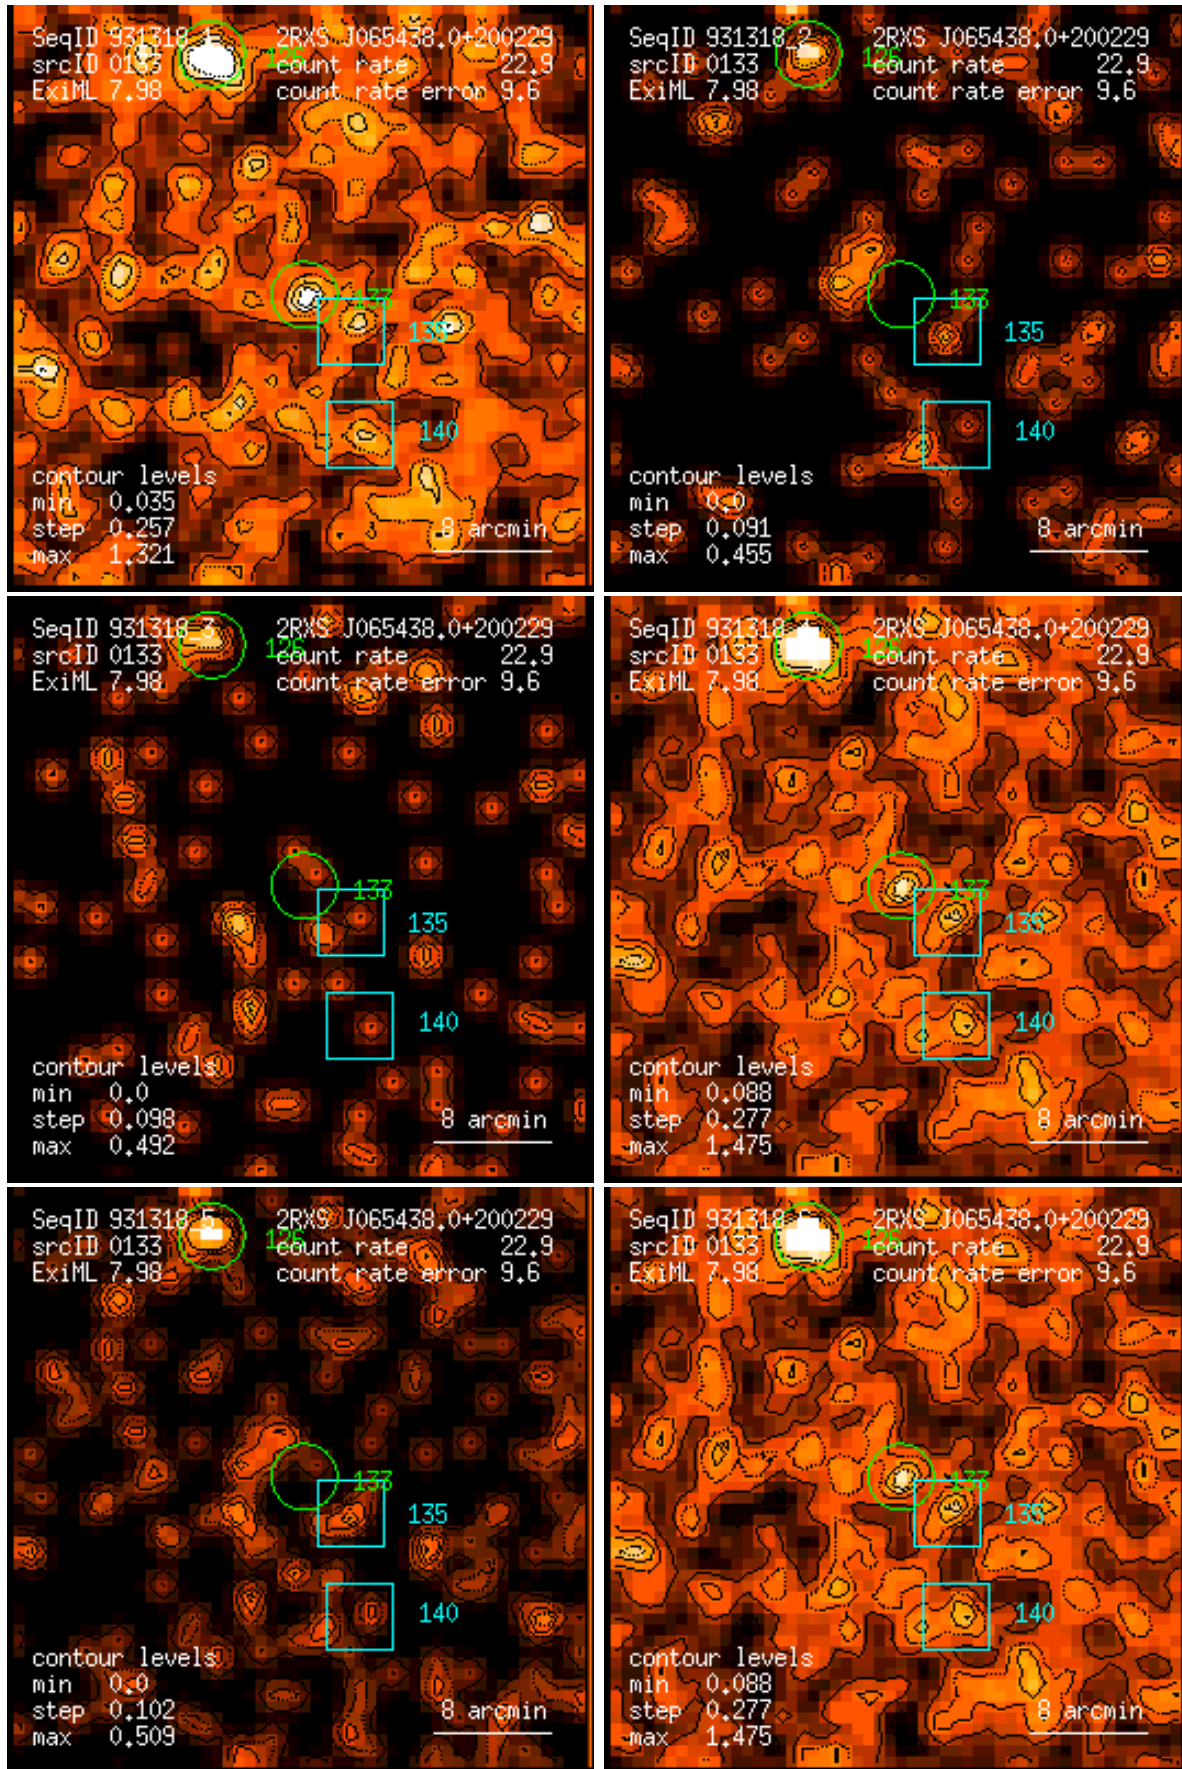 SeqID 931318_1 2RXS J065438.0+200229
srcID 0133 126 count rate 22.9
ExiML 7.98 count rate error 9.6
133
135
140
contour levels
min 0.035
step 0.257 8 arcmin
max 1.321
SeqID 931318_2 2RXS J065438.0+200229
srcID 0133 126 count rate 22.9
ExiML 7.98 count rate error 9.6
133
135
140
contour levels
min 0.0
step 0.091 8 arcmin
max 0.455
SeqID 931318_3 2RXS J065438.0+200229
srcID 0133 126 count rate 22.9
ExiML 7.98 count rate error 9.6
133
135
140
contour levels
min 0.0
step 0.098 8 arcmin
max 0.492
SeqID 931318_4 2RXS J065438.0+200229
srcID 0133 126 count rate 22.9
ExiML 7.98 count rate error 9.6
133
135
140
contour levels
min 0.088
step 0.277 8 arcmin
max 1.475
SeqID 931318_5 2RXS J065438.0+200229
srcID 0133 126 count rate 22.9
ExiML 7.98 count rate error 9.6
133
135
140
contour levels
min 0.0
step 0.102 8 arcmin
max 0.509
SeqID 2RXS J065438.0+200229
srcID 0133 126 count rate 22.9
ExiML 7.98 count rate error 9.6
133
135
140
contour levels
min 0.088
step 0.277 8 arcmin
max 1.475